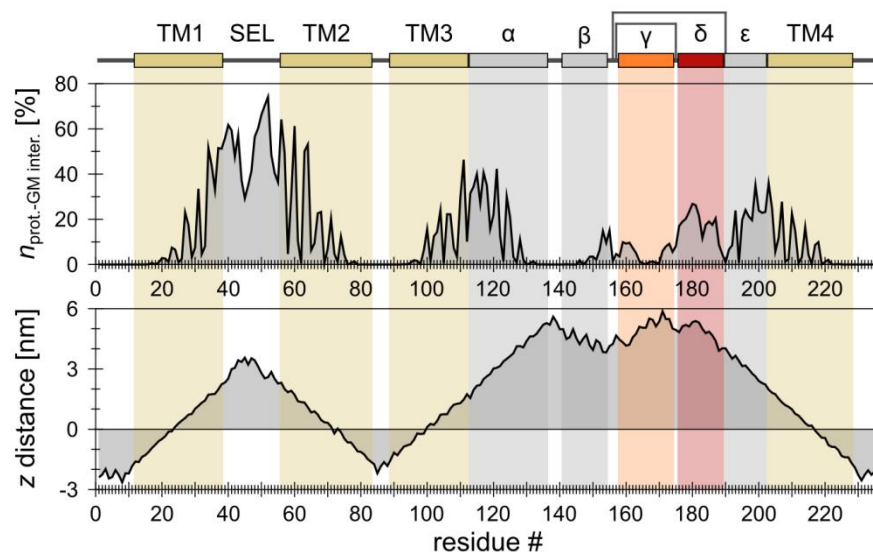 TM1 SEL TM2 TM3 α β γ δ ε TM4
n prot.-GM inter. [%]
80
60
40
20
0
0 20 40 60 80 100 120 140 160 180 200 220
z distance [nm]
6
3
0
-3
0 20 40 60 80 100 120 140 160 180 200 220
residue #